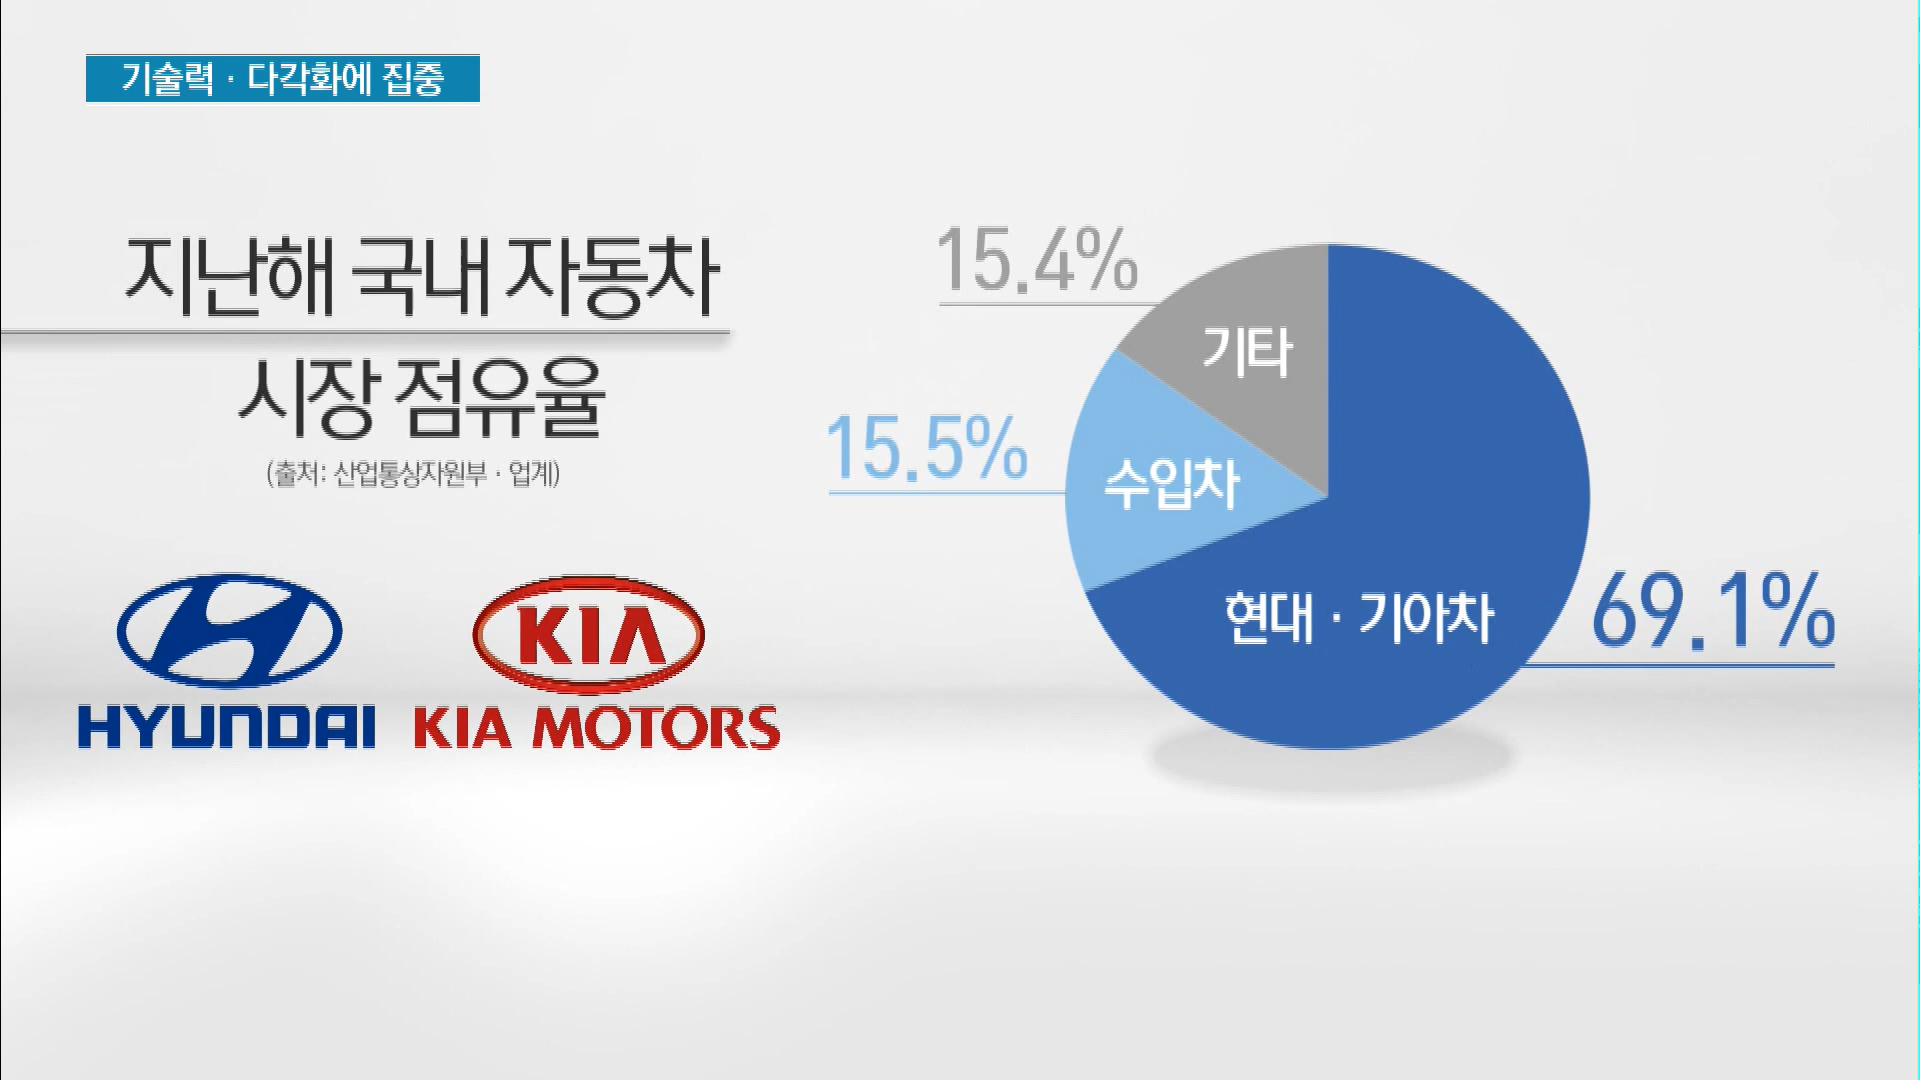 기술력 · 다각화에 집중
지난해 국내 자동차
시장 점유율
(출처: 산업통상자원부 · 업계)
HYUNDAI
KIA
KIA MOTORS
15.4%
기타
15.5%
수입차
현대 · 기아차
69.1%